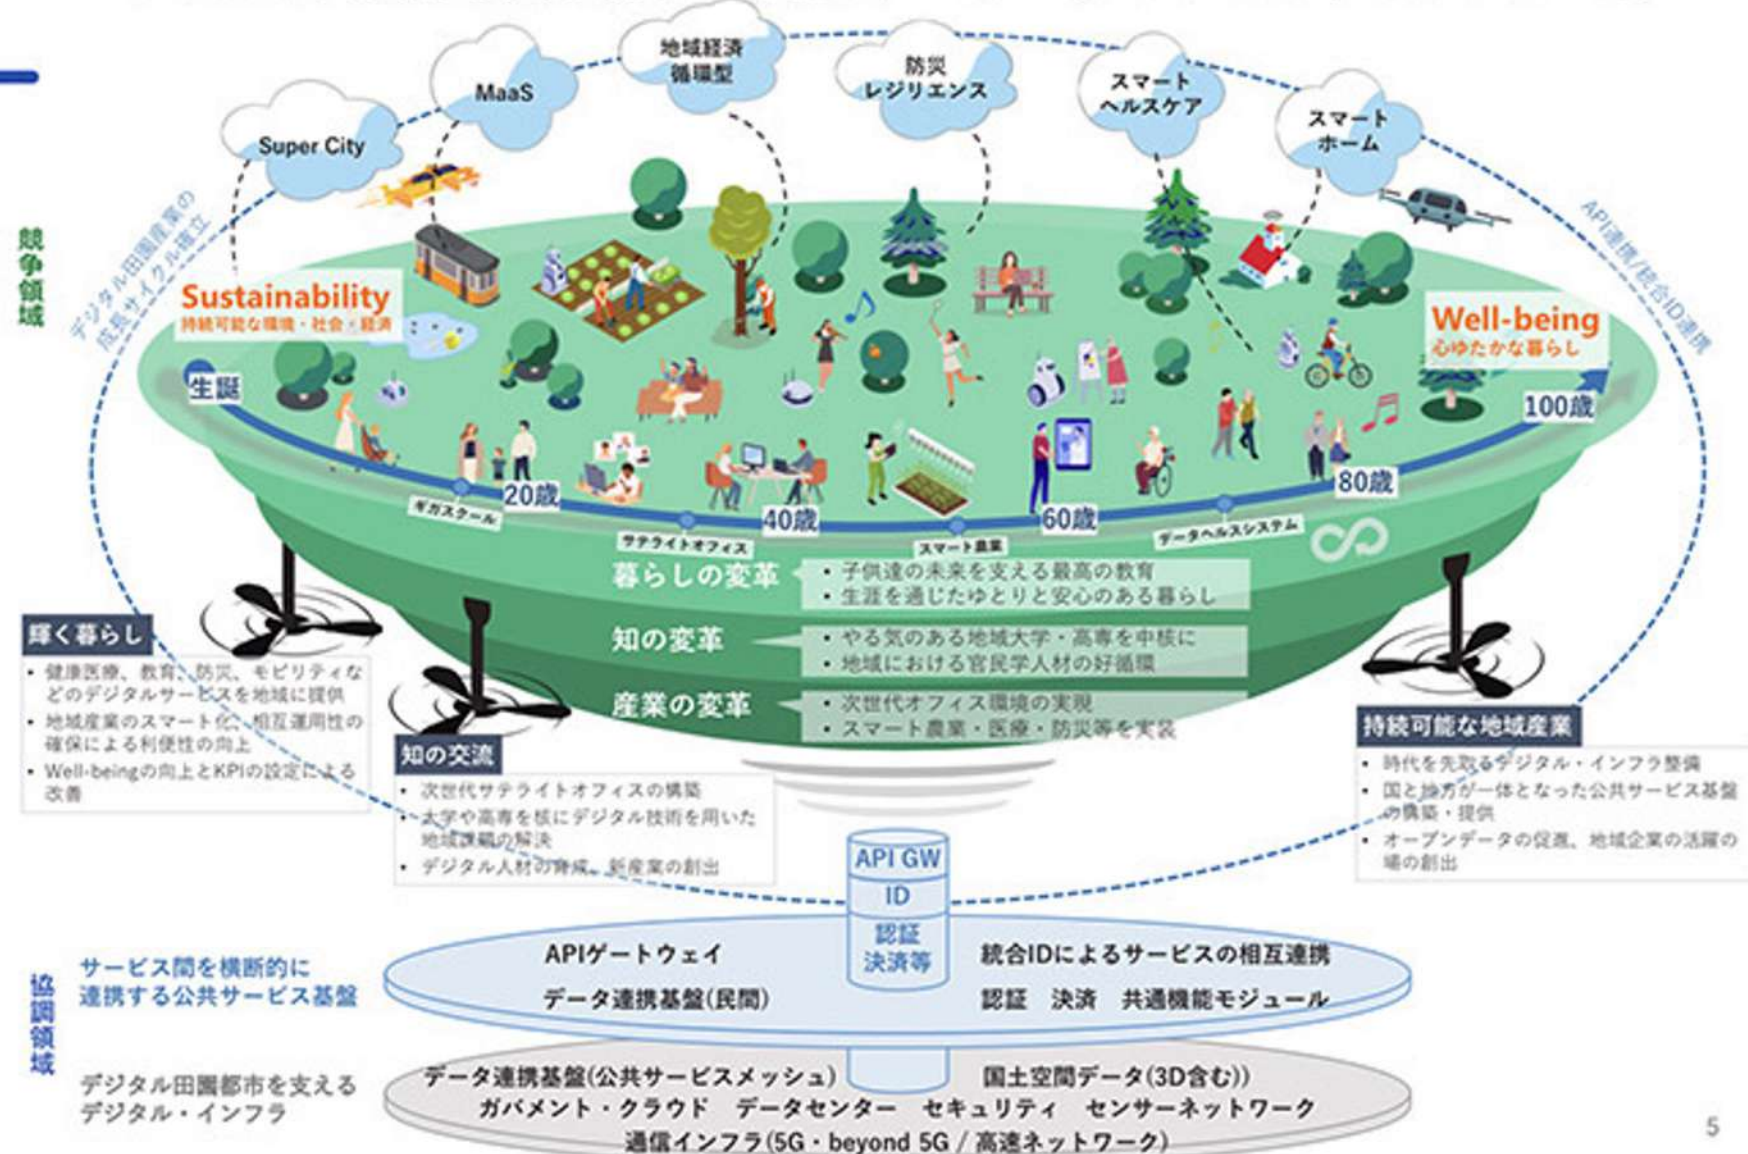 Super City
MaaS
地域経済
循環型
防災
レジリエンス
スマート
ヘルスケア
スマート
ホーム
デジタル田園産業の
成長サイクル確立
API連携/統合ID連携
競争領域
Sustainability
持続可能な環境・社会・経済
Well-being
心ゆたかな暮らし
生誕
20歳
40歳
60歳
80歳
100歳
ギガスクール
サテライトオフィス
スマート農業
データヘルスシステム
暮らしの変革
• 子供達の未来を支える最高の教育
• 生涯を通じたゆとりと安心のある暮らし
知の変革
• やる気のある地域大学・高専を中核に
• 地域における官民学人材の好循環
産業の変革
• 次世代オフィス環境の実現
• スマート農業・医療・防災等を実装
輝く暮らし
• 健康医療、教育、防災、モビリティな
どのデジタルサービスを地域に提供
• 地域産業のスマート化、相互運用性の
確保による利便性の向上
• Well-beingの向上とKPIの設定による
改善
知の交流
• 次世代サテライトオフィスの構築
• 大学や高専を核にデジタル技術を用いた
地域課題の解決
• デジタル人材の育成、新産業の創出
持続可能な地域産業
• 時代を先取るデジタル・インフラ整備
• 国と地方が一体となった公共サービス基盤
の構築・提供
• オープンデータの促進、地域企業の活躍の
場の創出
API GW
ID
認証
決済等
協調領域
サービス間を横断的に
連携する公共サービス基盤
APIゲートウェイ
統合IDによるサービスの相互連携
データ連携基盤(民間)
認証 決済 共通機能モジュール
デジタル田園都市を支える
デジタル・インフラ
データ連携基盤(公共サービスメッシュ)
国土空間データ(3D含む))
ガバメント・クラウド データセンター セキュリティ センサーネットワーク
通信インフラ(5G・beyond 5G / 高速ネットワーク)
5